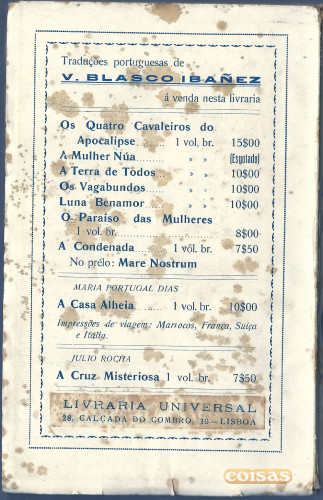 Traduções portuguesas de
V. BLASCO IBAÑEZ
á venda nesta livraria
Os Quatro Cavaleiros do
Apocalipse..... 1 vol. br. 15$00
A Mulher Núa........ » » (Esgotado)
A Terra de Tôdos... » » 10$00
Os Vagabundos...... » » 10$00
Luna Benamor...... » » 10$00
O Paraíso das Mulheres
1 vol. br................. 8$00
A Condenada...... 1 vol. br. 7$50
No prélo: Mare Nostrum
MARIA PORTUGAL DIAS
A Casa Alheia ... 1 vol. br. 10$00
Impressões de viagem: Marrocos, França, Suíça
e Italia.
JULIO ROCHA
A Cruz Misteriosa 1 vol. br. 7$50
LIVRARIA UNIVERSAL
28, CALÇADA DO COMBRO, 30—LISBOA
coisas